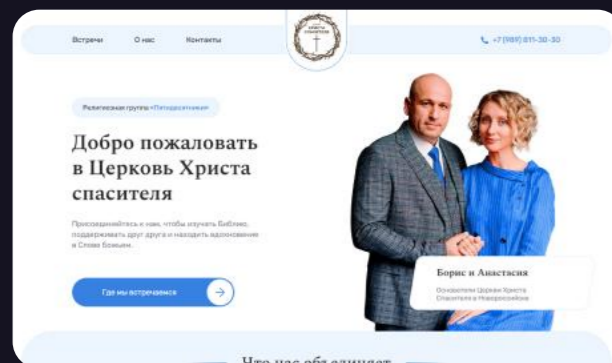 Встречи
О нас
Контакты
+7 (989) 811-30-30
ХРИСТА
СПАСИТЕЛЯ
Религиозная группа «Пятидесятники»
Добро пожаловать
в Церковь Христа
спасителя
Присоединяйтесь к нам, чтобы изучать Библию,
поддерживать друг друга и находить вдохновение
в Слове Божьем.
Где мы встречаемся
Борис и Анастасия
Основатели Церкви Христа
Спасителя в Новороссийске
Что нас объединяет